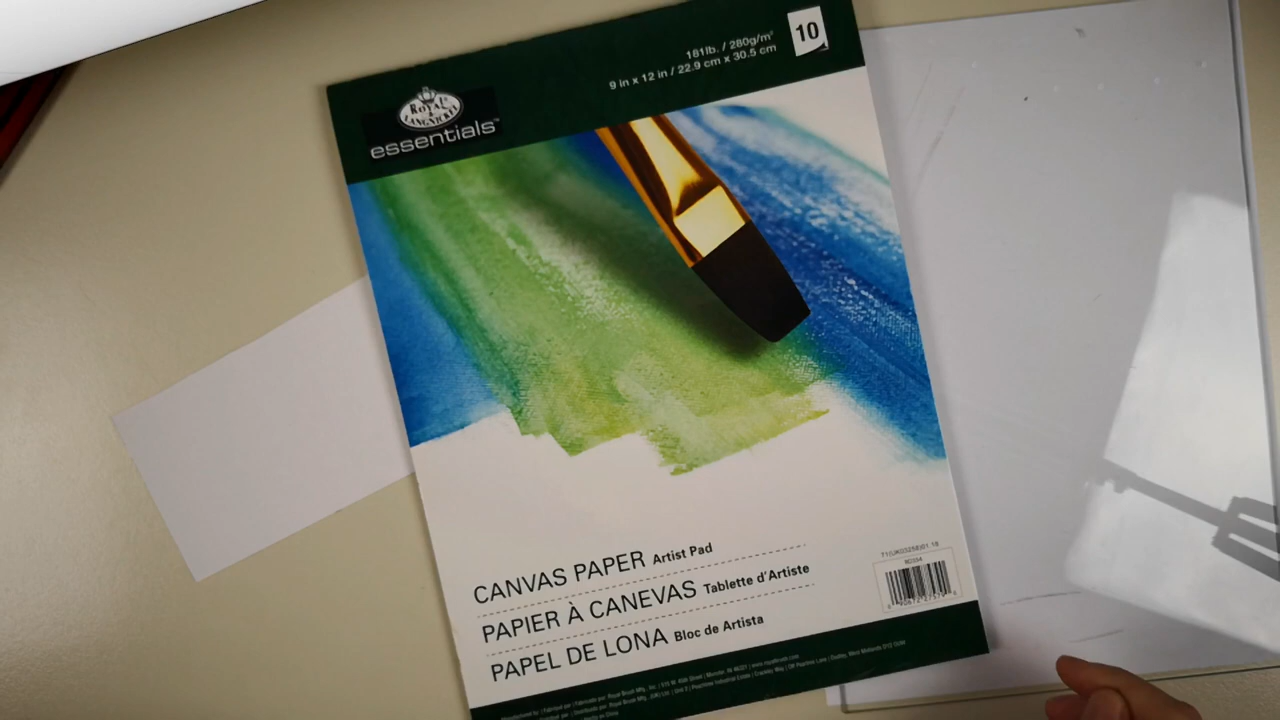 181lb. / 280g/m²
10
9 in x 12 in / 22.9 cm x 30.5 cm
ROYAL & LANGNICKEL
essentials™
CANVAS PAPER Artist Pad
PAPIER À CANEVAS Tablette d'Artiste
PAPEL DE LONA Bloc de Artista